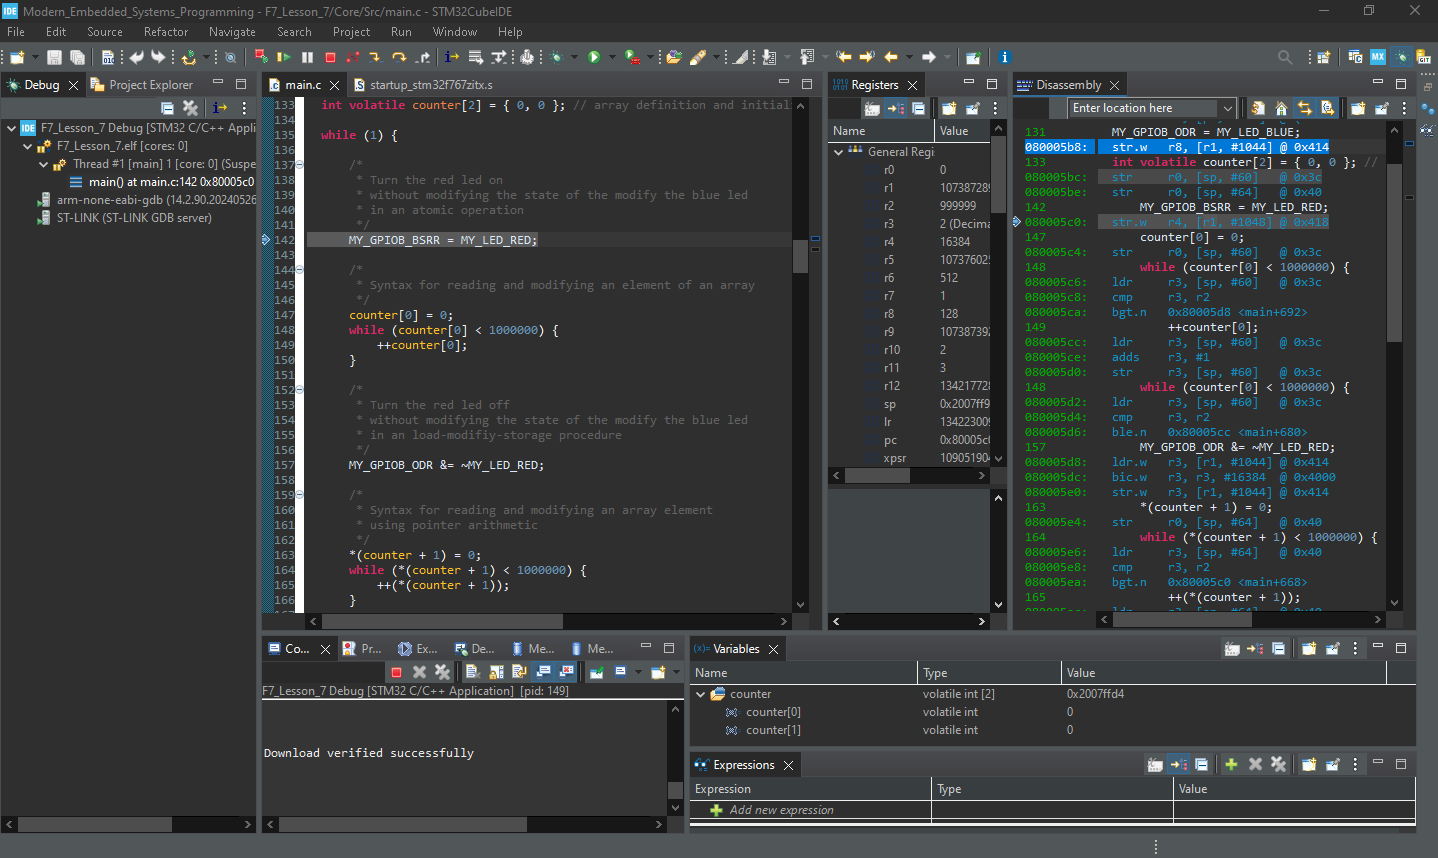 Modern_Embedded_Systems_Programming - F7_Lesson_7/Core/Src/main.c - STM32CubeIDE
File Edit Source Refactor Navigate Search Project Run Window Help
Debug
Project Explorer
F7_Lesson_7 Debug [STM32 C/C++ Appli
F7_Lesson_7.elf [cores: 0]
Thread #1 [main] 1 [core: 0] (Suspe
main() at main.c:142 0x80005c0
arm-none-eabi-gdb (14.2.90.20240526
ST-LINK (ST-LINK GDB server)
main.c
startup_stm32f767zitx.s
133 int volatile counter[2] = { 0, 0 }; // array definition and initial
134
135 while (1) {
136
137 /*
138 * Turn the red led on
139 * without modifying the state of the modify the blue led
140 * in an atomic operation
141 */
142 MY_GPIOB_BSRR = MY_LED_RED;
143
144 /*
145 * Syntax for reading and modifying an element of an array
146 */
147 counter[0] = 0;
148 while (counter[0] < 1000000) {
149 ++counter[0];
150 }
151
152 /*
153 * Turn the red led off
154 * without modifying the state of the modify the blue led
155 * in an load-modifiy-storage procedure
156 */
157 MY_GPIOB_ODR &= ~MY_LED_RED;
158
159 /*
160 * Syntax for reading and modifying an array element
161 * using pointer arithmetic
162 */
163 *(counter + 1) = 0;
164 while (*(counter + 1) < 1000000) {
165 ++(*(counter + 1));
166 }
Registers
Name Value
General Regi
r0 0
r1 107387289
r2 999999
r3 2 (Decima
r4 16384
r5 107376025
r6 512
r7 1
r8 128
r9 107387392
r10 2
r11 3
r12 134217728
sp 0x2007ff9
lr 134223009
pc 0x80005c0
xpsr 109051904
Disassembly
Enter location here
131 MY_GPIOB_ODR = MY_LED_BLUE;
080005b8: str.w r8, [r1, #1044] @ 0x414
133 int volatile counter[2] = { 0, 0 }; //
080005bc: str r0, [sp, #60] @ 0x3c
080005be: str r0, [sp, #64] @ 0x40
142 MY_GPIOB_BSRR = MY_LED_RED;
080005c0: str.w r4, [r1, #1048] @ 0x418
147 counter[0] = 0;
080005c4: str r0, [sp, #60] @ 0x3c
148 while (counter[0] < 1000000) {
080005c6: ldr r3, [sp, #60] @ 0x3c
080005c8: cmp r3, r2
080005ca: bgt.n 0x80005d8 <main+692>
149 ++counter[0];
080005cc: ldr r3, [sp, #60] @ 0x3c
080005ce: adds r3, #1
080005d0: str r3, [sp, #60] @ 0x3c
148 while (counter[0] < 1000000) {
080005d2: ldr r3, [sp, #60] @ 0x3c
080005d4: cmp r3, r2
080005d6: ble.n 0x80005cc <main+680>
157 MY_GPIOB_ODR &= ~MY_LED_RED;
080005d8: ldr.w r3, [r1, #1044] @ 0x414
080005dc: bic.w r3, r3, #16384 @ 0x4000
080005e0: str.w r3, [r1, #1044] @ 0x414
163 *(counter + 1) = 0;
080005e4: str r0, [sp, #64] @ 0x40
164 while (*(counter + 1) < 1000000) {
080005e6: ldr r3, [sp, #64] @ 0x40
080005e8: cmp r3, r2
080005ea: bgt.n 0x80005c0 <main+668>
165 ++(*(counter + 1));
Co... Pr... Ex... De... Me... Me...
F7_Lesson_7 Debug [STM32 C/C++ Application] [pid: 149]
Download verified successfully
Variables
Name Type Value
counter volatile int [2] 0x2007ffd4
counter[0] volatile int 0
counter[1] volatile int 0
Expressions
Expression Type Value
Add new expression